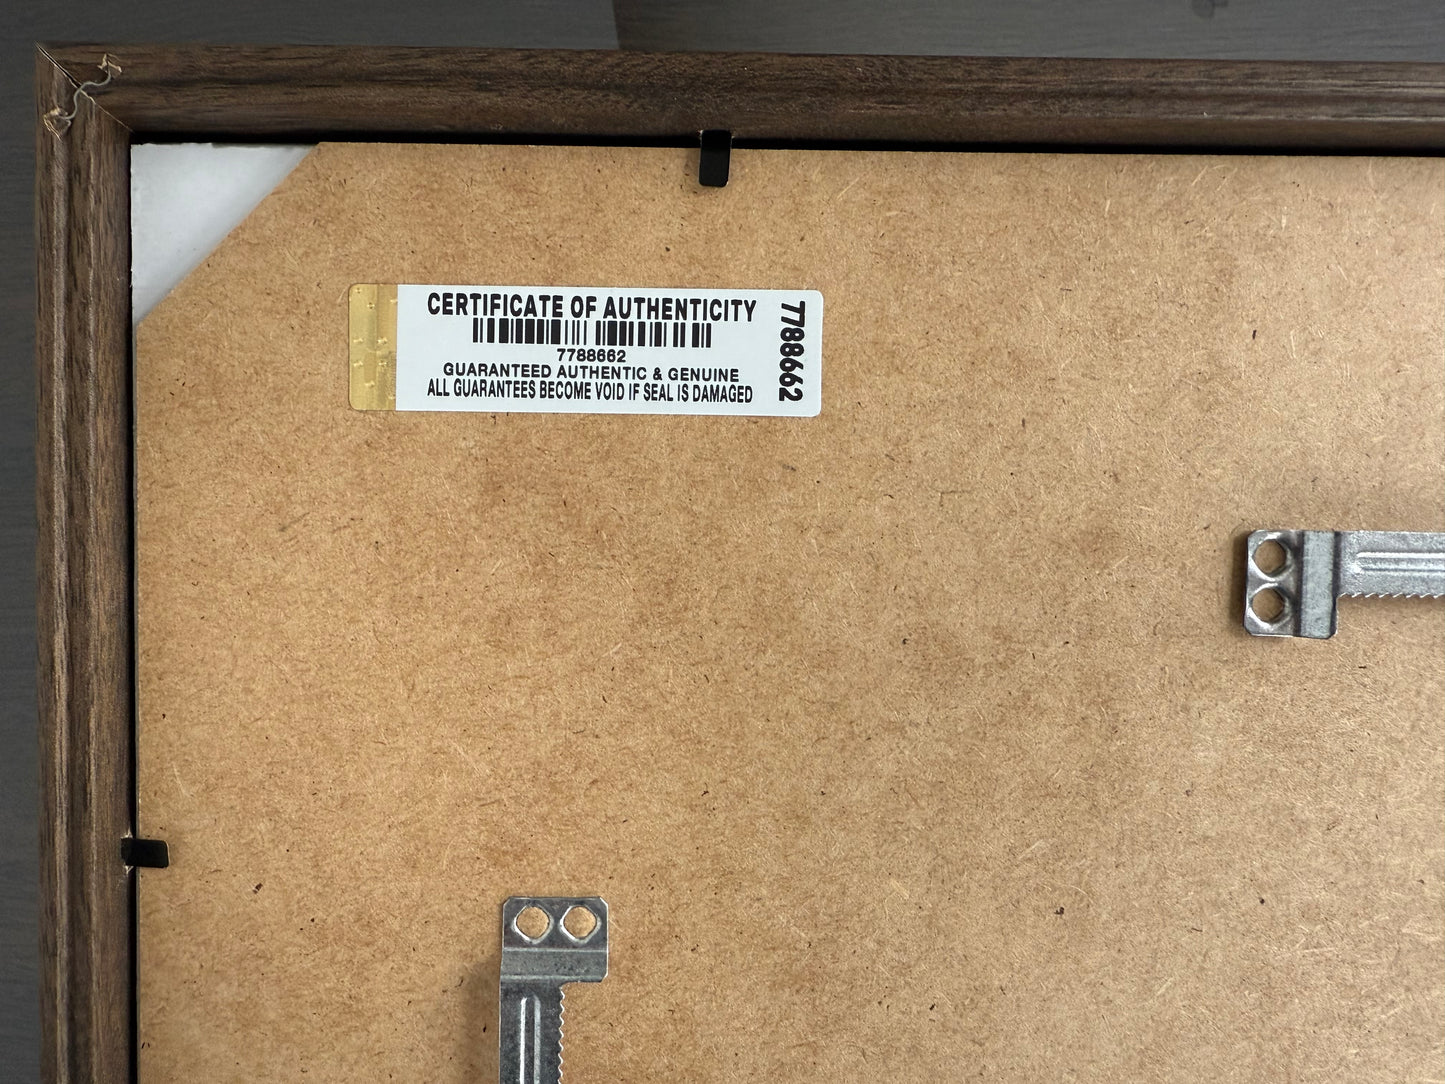 CERTIFICATE OF AUTHENTICITY
7788662
GUARANTEED AUTHENTIC & GENUINE
ALL GUARANTEES BECOME VOID IF SEAL IS DAMAGED
7788662